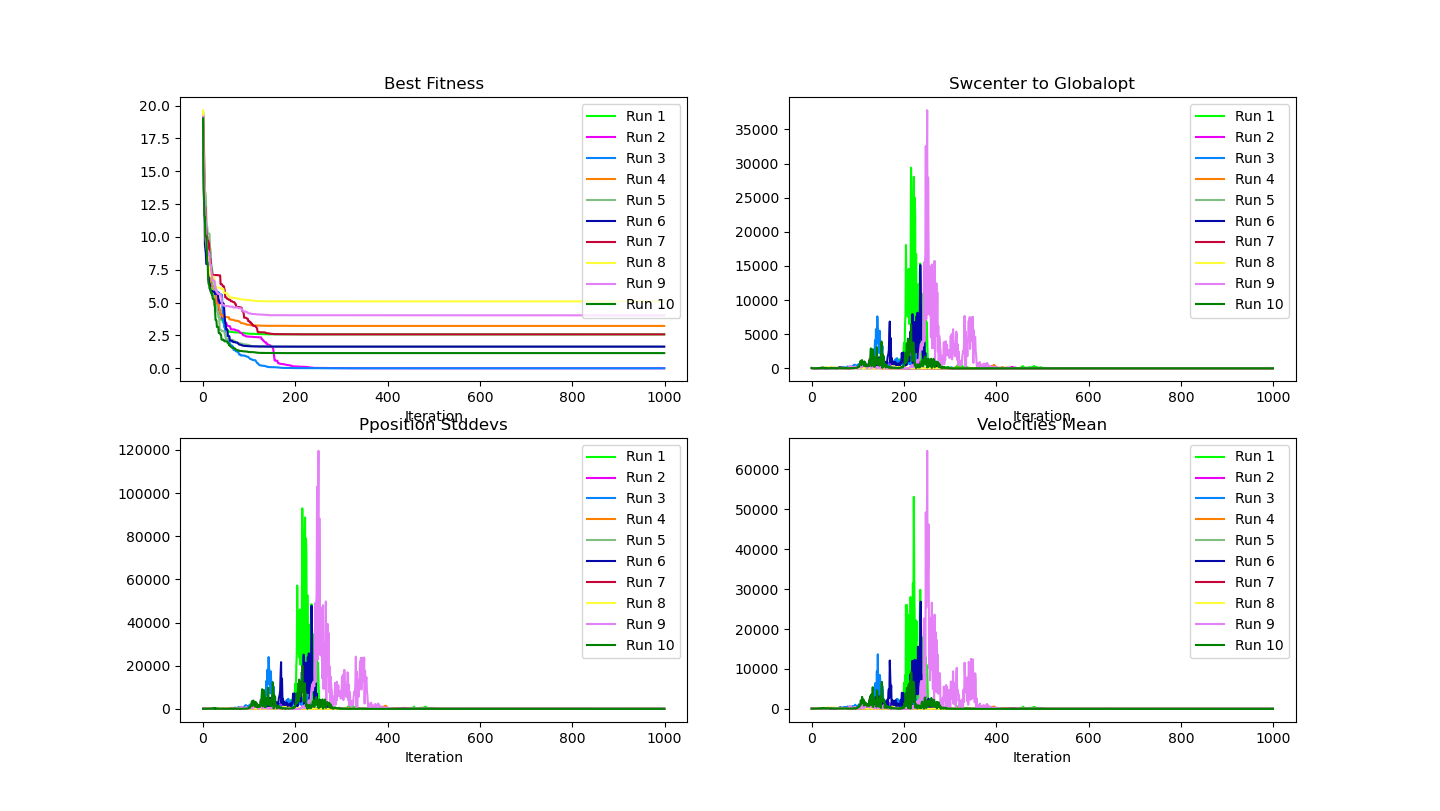 Best Fitness
20.0
17.5
15.0
12.5
10.0
7.5
5.0
2.5
0.0
0 200 400 600 800 1000
Iteration
Run 1
Run 2
Run 3
Run 4
Run 5
Run 6
Run 7
Run 8
Run 9
Run 10
Swcenter to Globalopt
35000
30000
25000
20000
15000
10000
5000
0
0 200 400 600 800 1000
Iteration
Run 1
Run 2
Run 3
Run 4
Run 5
Run 6
Run 7
Run 8
Run 9
Run 10
Pposition Stddevs
120000
100000
80000
60000
40000
20000
0
0 200 400 600 800 1000
Iteration
Run 1
Run 2
Run 3
Run 4
Run 5
Run 6
Run 7
Run 8
Run 9
Run 10
Velocities Mean
60000
50000
40000
30000
20000
10000
0
0 200 400 600 800 1000
Iteration
Run 1
Run 2
Run 3
Run 4
Run 5
Run 6
Run 7
Run 8
Run 9
Run 10